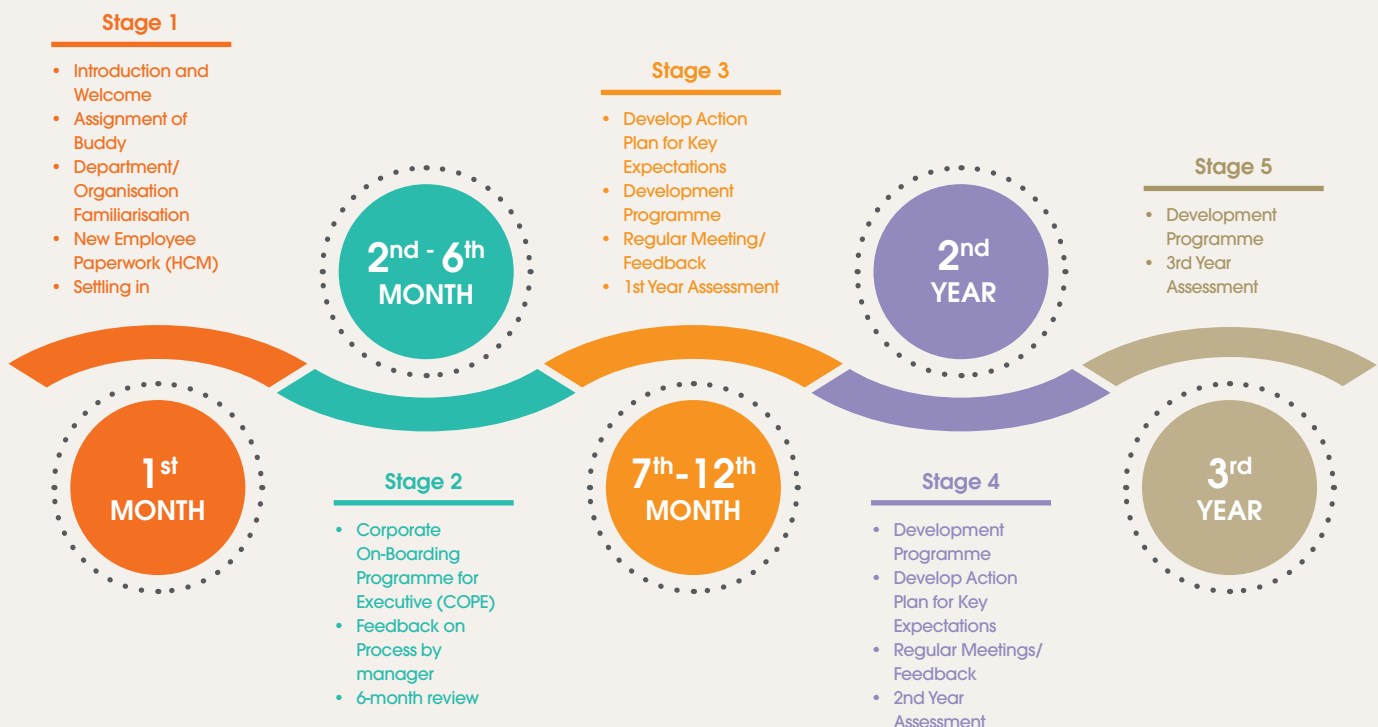 Stage 1
• Introduction and
Welcome
• Assignment of
Buddy
• Department/
Organisation
Familiarisation
• New Employee
Paperwork (HCM)
• Settling in
1st
MONTH
2nd - 6th
MONTH
Stage 2
• Corporate
On-Boarding
Programme for
Executive (COPE)
• Feedback on
Process by
manager
• 6-month review
Stage 3
• Develop Action
Plan for Key
Expectations
• Development
Programme
• Regular Meeting/
Feedback
• 1st Year Assessment
7th-12th
MONTH
2nd
YEAR
Stage 4
• Development
Programme
• Develop Action
Plan for Key
Expectations
• Regular Meetings/
Feedback
• 2nd Year
Assessment
Stage 5
• Development
Programme
• 3rd Year
Assessment
3rd
YEAR